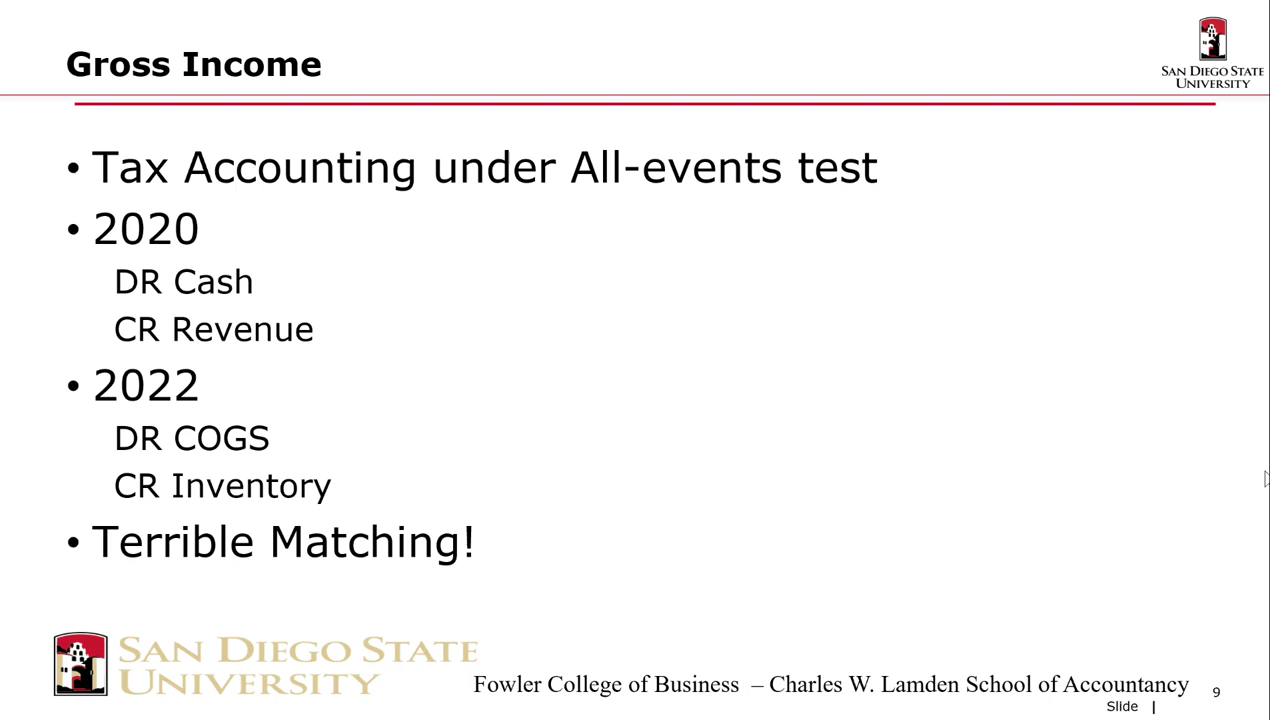 Gross Income
SAN DIEGO STATE
UNIVERSITY
• Tax Accounting under All-events test
• 2020
DR Cash
CR Revenue
• 2022
DR COGS
CR Inventory
• Terrible Matching!
SAN DIEGO STATE
UNIVERSITY
Fowler College of Business – Charles W. Lamden School of Accountancy
9
Slide |